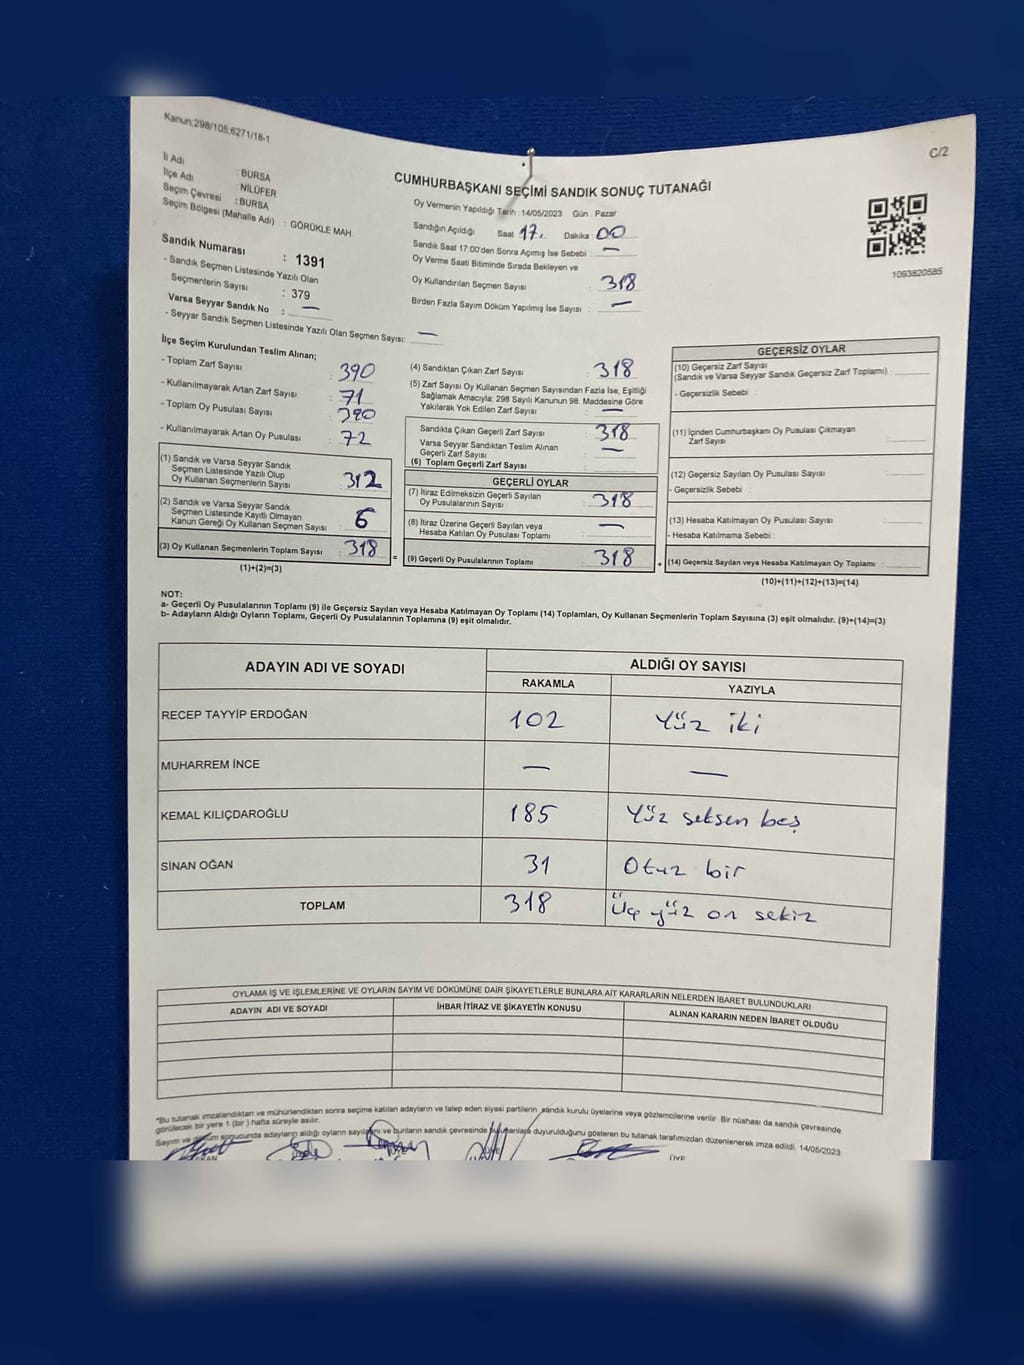 Kanun;298/105,6271/18-1
C/2
İl Adı : BURSA
İlçe Adı : NİLÜFER
Seçim Çevresi : BURSA
Seçim Bölgesi (Mahalle Adı) : GÖRÜKLE MAH
Sandık Numarası : 1391
- Sandık Seçmen Listesinde Yazılı Olan
Seçmenlerin Sayısı : 379
Varsa Seyyar Sandık No : —
- Seyyar Sandık Seçmen Listesinde Yazılı Olan Seçmen Sayısı: —
CUMHURBAŞKANI SEÇİMİ SANDIK SONUÇ TUTANAĞI
Oy Vermenin Yapıldığı Tarih :14/05/2023 Gün : Pazar
Sandığın Açıldığı Saat : 17. Dakika : 00
Sandık Saat 17:00'den Sonra Açımış İse Sebebi : —
Oy Verme Saati Bitiminde Sırada Bekleyen ve
Oy Kullandırılan Seçmen Sayısı : 318
Birden Fazla Sayım Döküm Yapılmış İse Sayısı : —
1093820585
İlçe Seçim Kurulundan Teslim Alınan;
- Toplam Zarf Sayısı : 390
- Kullanılmayarak Artan Zarf Sayısı : 71
- Toplam Oy Pusulası Sayısı : 390
- Kullanılmayarak Artan Oy Pusulası : 72
(1) Sandık ve Varsa Seyyar Sandık
Seçmen Listesinde Yazılı Olup
Oy Kullanan Seçmenlerin Sayısı : 312
(2) Sandık ve Varsa Seyyar Sandık
Seçmen Listesinde Kayıtlı Olmayan
Kanun Gereği Oy Kullanan Seçmen Sayısı : 6
(3) Oy Kullanan Seçmenlerin Toplam Sayısı : 318
(1)+(2)=(3)
=
(4) Sandıktan Çıkan Zarf Sayısı : 318
(5) Zarf Sayısı Oy Kullanan Seçmen Sayısından Fazla İse, Eşitliği
Sağlamak Amacıyla; 298 Sayılı Kanunun 98. Maddesine Göre
Yakılarak Yok Edilen Zarf Sayısı : —
Sandıkta Çıkan Geçerli Zarf Sayısı : 318
Varsa Seyyar Sandıktan Teslim Alınan
Geçerli Zarf Sayısı : —
(6) Toplam Geçerli Zarf Sayısı :
GEÇERLİ OYLAR
(7) İtiraz Edilmeksizin Geçerli Sayılan
Oy Pusulalarının Sayısı : 318
(8) İtiraz Üzerine Geçerli Sayılan veya
Hesaba Katılan Oy Pusulası Toplamı : —
(9) Geçerli Oy Pusulalarının Toplamı : 318
+
GEÇERSİZ OYLAR
(10) Geçersiz Zarf Sayısı
(Sandık ve Varsa Seyyar Sandık Geçersiz Zarf Toplamı) :
- Geçersizlik Sebebi :
(11) İçinden Cumhurbaşkanı Oy Pusulası Çıkmayan
Zarf Sayısı :
(12) Geçersiz Sayılan Oy Pusulası Sayısı :
- Geçersizlik Sebebi :
(13) Hesaba Katılmayan Oy Pusulası Sayısı :
- Hesaba Katılmama Sebebi :
(14) Geçersiz Sayılan veya Hesaba Katılmayan Oy Toplamı :
(10)+(11)+(12)+(13)=(14)
NOT:
a- Geçerli Oy Pusulalarının Toplamı (9) ile Geçersiz Sayılan veya Hesaba Katılmayan Oy Toplamı (14) Toplamları, Oy Kullanan Seçmenlerin Toplam Sayısına (3) eşit olmalıdır. (9)+(14)=(3)
b- Adayların Aldığı Oyların Toplamı, Geçerli Oy Pusulalarının Toplamına (9) eşit olmalıdır.
ADAYIN ADI VE SOYADI
ALDIĞI OY SAYISI
RAKAMLA YAZIYLA
RECEP TAYYİP ERDOĞAN 102 Yüz iki
MUHARREM İNCE — —
KEMAL KILIÇDAROĞLU 185 Yüz seksen beş
SİNAN OĞAN 31 Otuz bir
TOPLAM 318 Üç yüz on sekiz
OYLAMA İŞ VE İŞLEMLERİNE VE OYLARIN SAYIM VE DÖKÜMÜNE DAİR ŞİKAYETLERLE BUNLARA AİT KARARLARIN NELERDEN İBARET BULUNDUKLARI
ADAYIN ADI VE SOYADI İHBAR İTİRAZ VE ŞİKAYETİN KONUSU ALINAN KARARIN NEDEN İBARET OLDUĞU
*Bu tutanak imzalandıktan ve mühürlendikten sonra seçime katılan adayların ve talep eden siyasi partilerin sandık kurulu üyelerine veya gözlemcilerine verilir. Bir nüshası da sandık çevresinde
görülecek bir yere 1 (bir ) hafta süreyle asılır.
Sayım ve döküm sonucunda adayların aldığı oyların sayıları ve bunların sandık çevresinde duyurulduğunu gösteren bu tutanak tarafımızdan düzenlenerek imza edildi. 14/05/2023
ÜYE